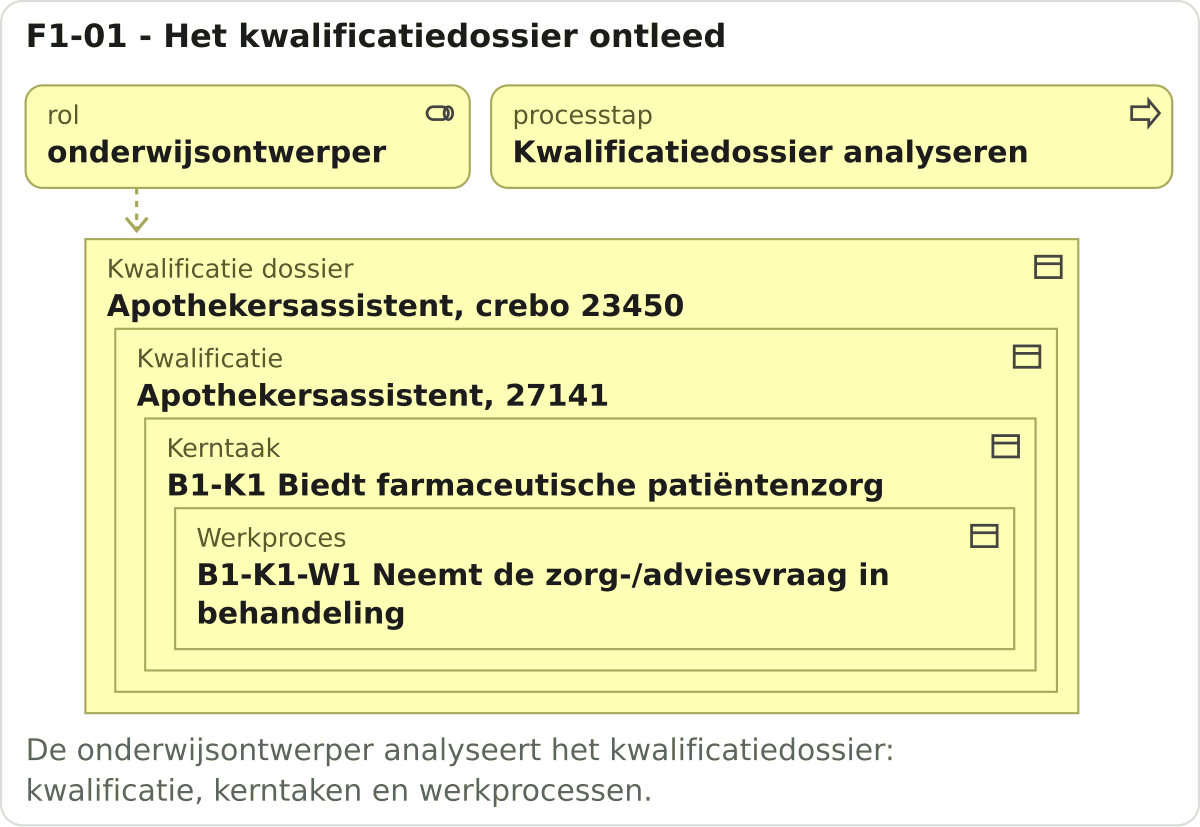 F1-01 - Het kwalificatiedossier ontleed
rol
onderwijsontwerper
processtap
Kwalificatiedossier analyseren
Kwalificatie dossier
Apothekersassistent, crebo 23450
Kwalificatie
Apothekersassistent, 27141
Kerntaak
B1-K1 Biedt farmaceutische patiëntenzorg
Werkproces
B1-K1-W1 Neemt de zorg-/adviesvraag in
behandeling
De onderwijsontwerper analyseert het kwalificatiedossier:
kwalificatie, kerntaken en werkprocessen.